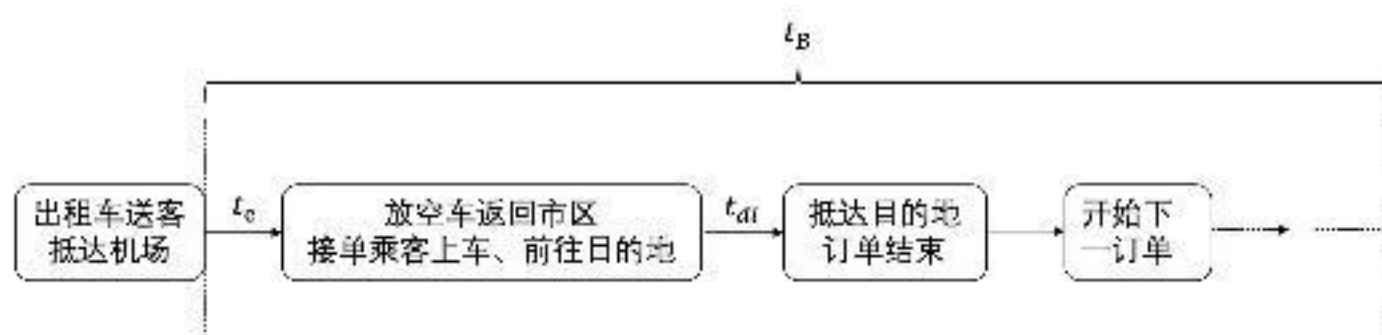 t_B
出租车送客
抵达机场
t_e
放空车返回市区
接单乘客上车、前往目的地
t_di
抵达目的地
订单结束
开始下
一订单